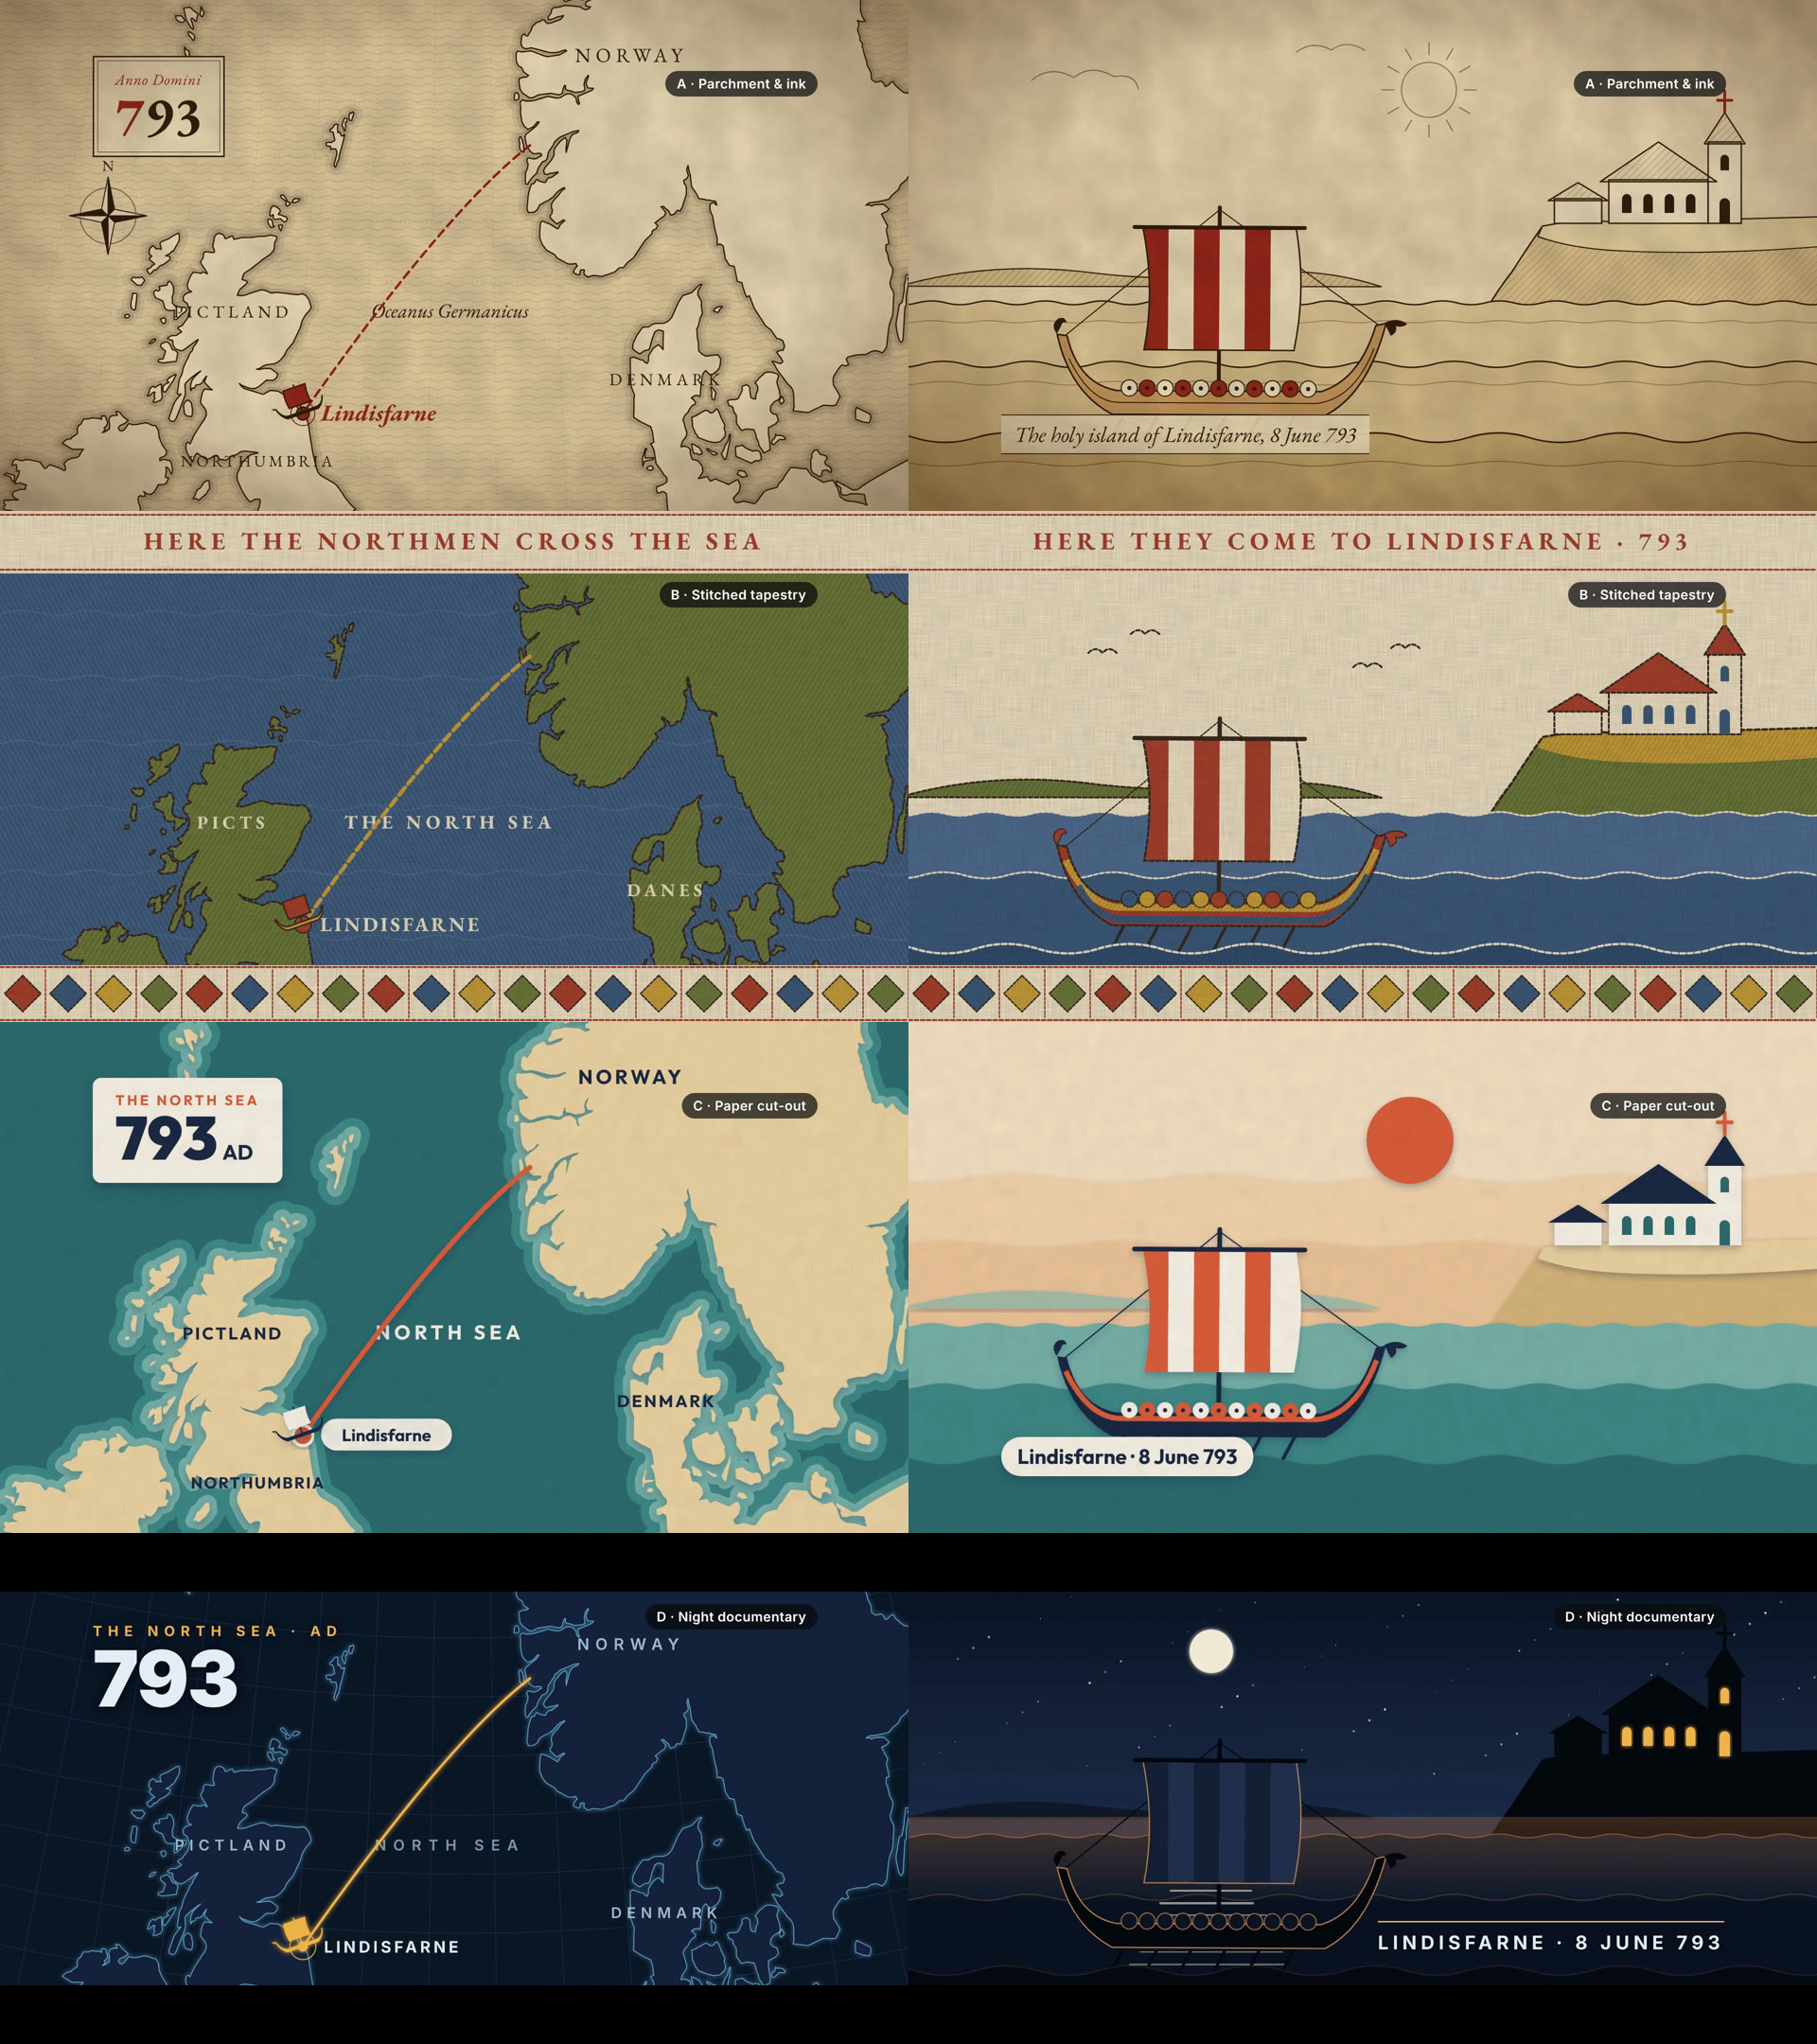 NORWAY
A · Parchment & ink
Anno Domini
793
N
PICTLAND
Oceanus Germanicus
DENMARK
Lindisfarne
NORTHUMBRIA
A · Parchment & ink
The holy island of Lindisfarne, 8 June 793
HERE THE NORTHMEN CROSS THE SEA
B · Stitched tapestry
PICTS
THE NORTH SEA
DANES
LINDISFARNE
HERE THEY COME TO LINDISFARNE · 793
B · Stitched tapestry
NORWAY
C · Paper cut-out
THE NORTH SEA
793 AD
PICTLAND
NORTH SEA
DENMARK
Lindisfarne
NORTHUMBRIA
C · Paper cut-out
Lindisfarne · 8 June 793
D · Night documentary
THE NORTH SEA · AD
793
NORWAY
PICTLAND
NORTH SEA
DENMARK
LINDISFARNE
D · Night documentary
LINDISFARNE · 8 JUNE 793